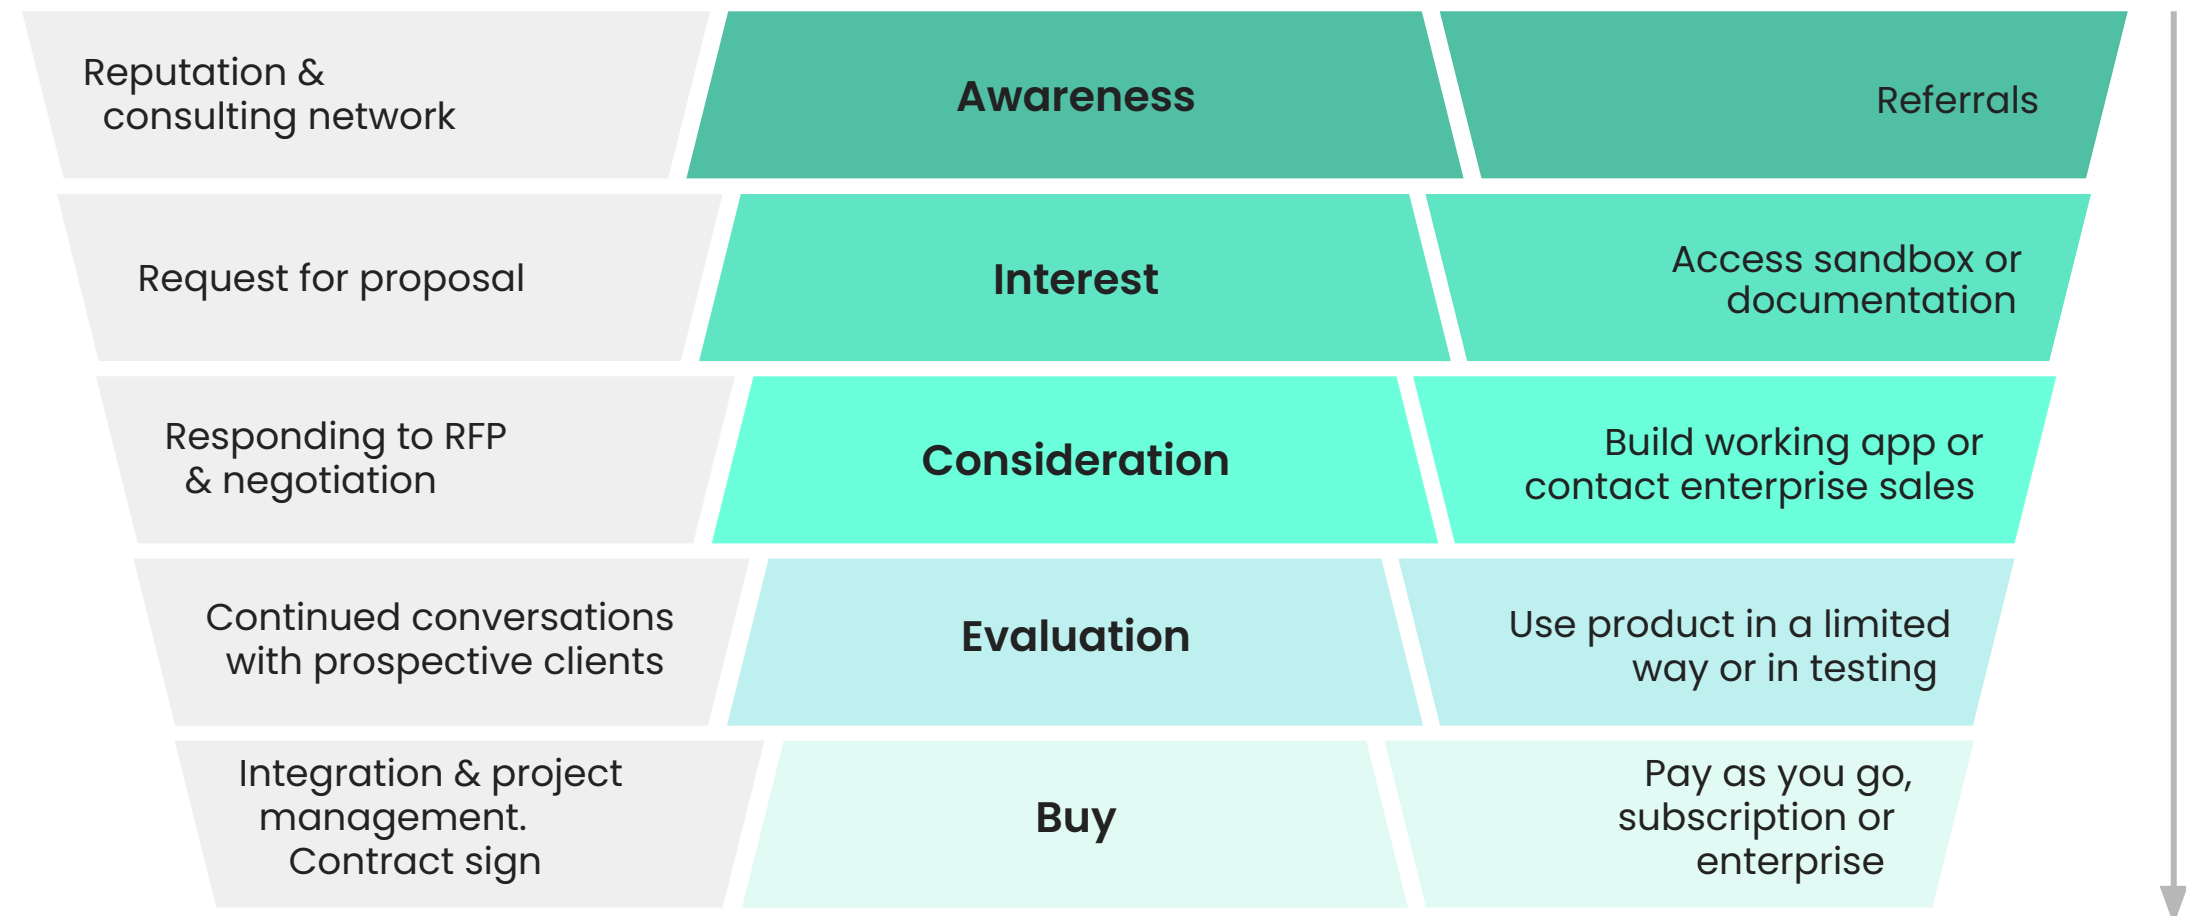 Reputation &
consulting network
Awareness
Referrals
Request for proposal
Interest
Access sandbox or
documentation
Responding to RFP
& negotiation
Consideration
Build working app or
contact enterprise sales
Continued conversations
with prospective clients
Evaluation
Use product in a limited
way or in testing
Integration & project
management.
Contract sign
Buy
Pay as you go,
subscription or
enterprise